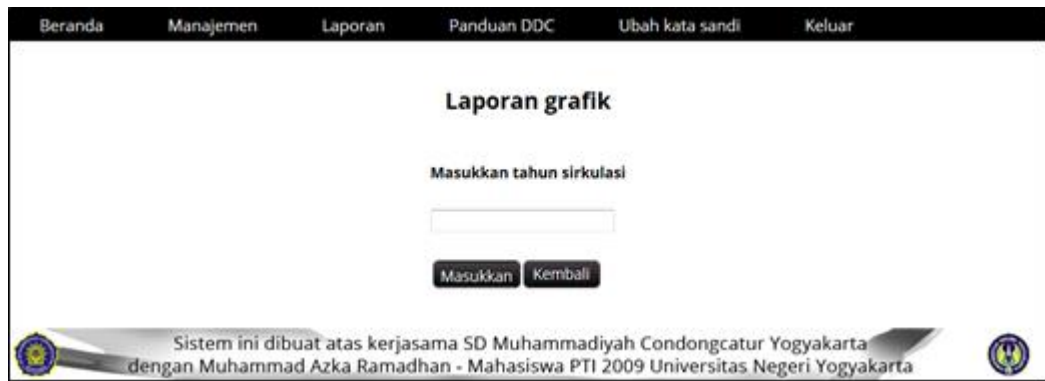 Beranda Manajemen Laporan Panduan DDC Ubah kata sandi Keluar
Laporan grafik
Masukkan tahun sirkulasi
Masukkan Kembali
Sistem ini dibuat atas kerjasama SD Muhammadiyah Condongcatur Yogyakarta
dengan Muhammad Azka Ramadhan - Mahasiswa PTI 2009 Universitas Negeri Yogyakarta